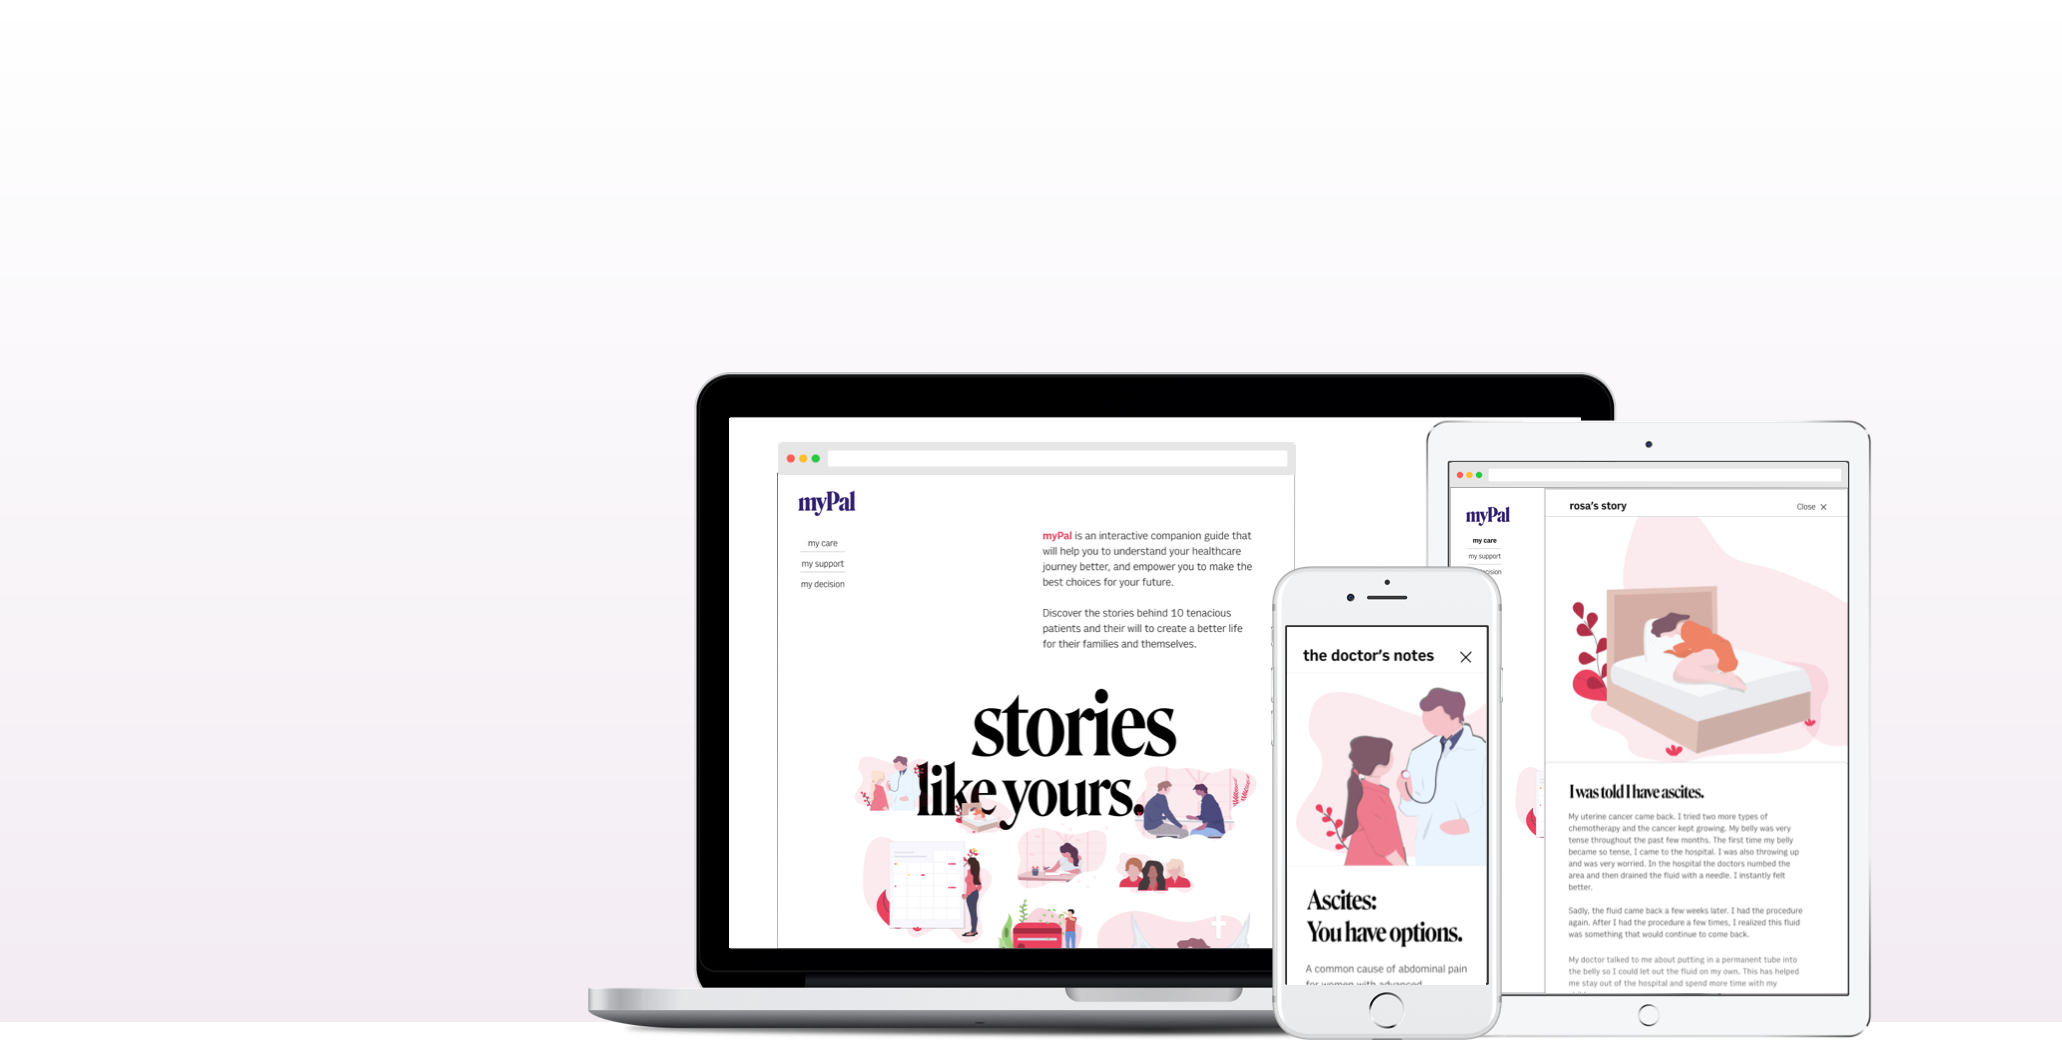 myPal
my care
my support
my decision
myPal is an interactive companion guide that
will help you to understand your healthcare
journey better, and empower you to make the
best choices for your future.
Discover the stories behind 10 tenacious
patients and their will to create a better life
for their families and themselves.
stories
like yours.
the doctor's notes
Ascites:
You have options.
A common cause of abdominal pain
for women with advanced
myPal
my care
my support
rosa's story
Close
I was told I have ascites.
My uterine cancer came back. I tried two more types of
chemotherapy and the cancer kept growing. My belly was very
tense throughout the past few months. The first time my belly
became so tense, I came to the hospital. I was also throwing up
and was very worried. In the hospital the doctors numbed the
area and then drained the fluid with a needle. I instantly felt
better.
Sadly, the fluid came back a few weeks later. I had the procedure
again. After I had the procedure a few times, I realized this fluid
was something that would continue to come back.
My doctor talked to me about putting in a permanent tube into
the belly so I could let out the fluid on my own. This has helped
me stay out of the hospital and spend more time with my